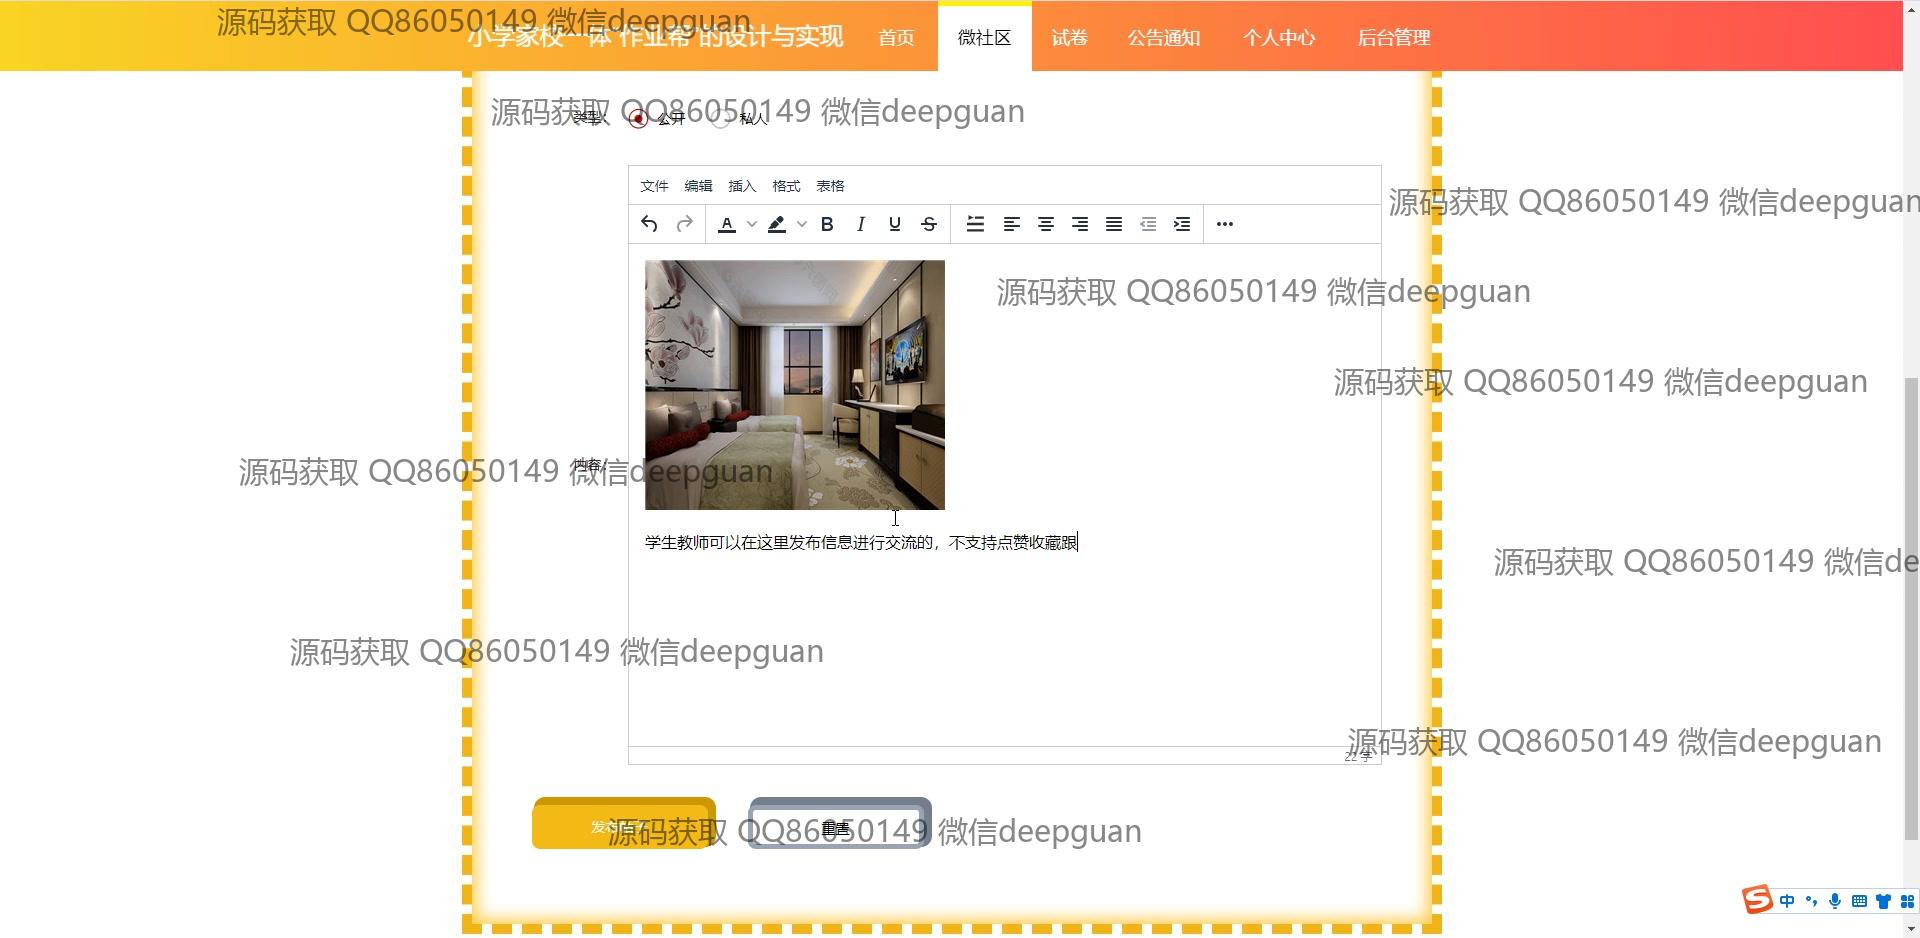 源码获取 QQ86050149 微信deepguan
小学家校一体"作业帮"的设计与实现 首页 微社区 试卷 公告通知 个人中心 后台管理
源码获取 QQ86050149 微信deepguan
类型: 公开 私人
文件 编辑 插入 格式 表格
源码获取 QQ86050149 微信deepguan
A B I U S
源码获取 QQ86050149 微信deepguan
源码获取 QQ86050149 微信deepguan
源码获取 QQ86050149 微信deepguan
内容:
学生教师可以在这里发布信息进行交流的，不支持点赞收藏跟
源码获取 QQ86050149 微信de
源码获取 QQ86050149 微信deepguan
源码获取 QQ86050149 微信deepguan
22 字
发布帖子 重置
源码获取 QQ86050149 微信deepguan
S 中